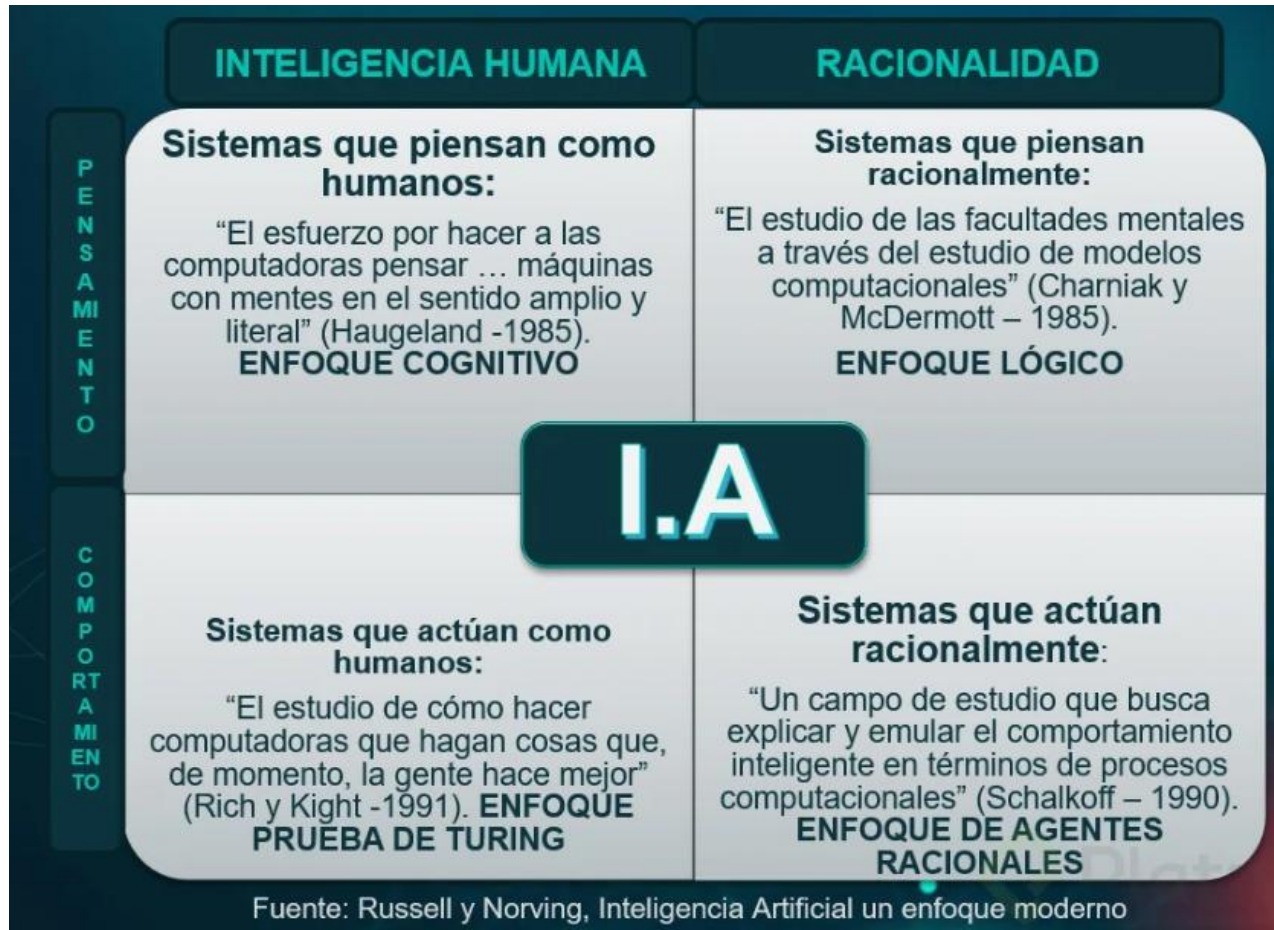 INTELIGENCIA HUMANA
RACIONALIDAD
PENSAMIENTO
Sistemas que piensan como
humanos:
“El esfuerzo por hacer a las
computadoras pensar … máquinas
con mentes en el sentido amplio y
literal” (Haugeland -1985).
ENFOQUE COGNITIVO
Sistemas que piensan
racionalmente:
“El estudio de las facultades mentales
a través del estudio de modelos
computacionales” (Charniak y
McDermott – 1985).
ENFOQUE LÓGICO
I.A
COMPORTAMIENTO
Sistemas que actúan como
humanos:
“El estudio de cómo hacer
computadoras que hagan cosas que,
de momento, la gente hace mejor”
(Rich y Kight -1991). ENFOQUE
PRUEBA DE TURING
Sistemas que actúan
racionalmente:
“Un campo de estudio que busca
explicar y emular el comportamiento
inteligente en términos de procesos
computacionales” (Schalkoff – 1990).
ENFOQUE DE AGENTES
RACIONALES
Fuente: Russell y Norving, Inteligencia Artificial un enfoque moderno